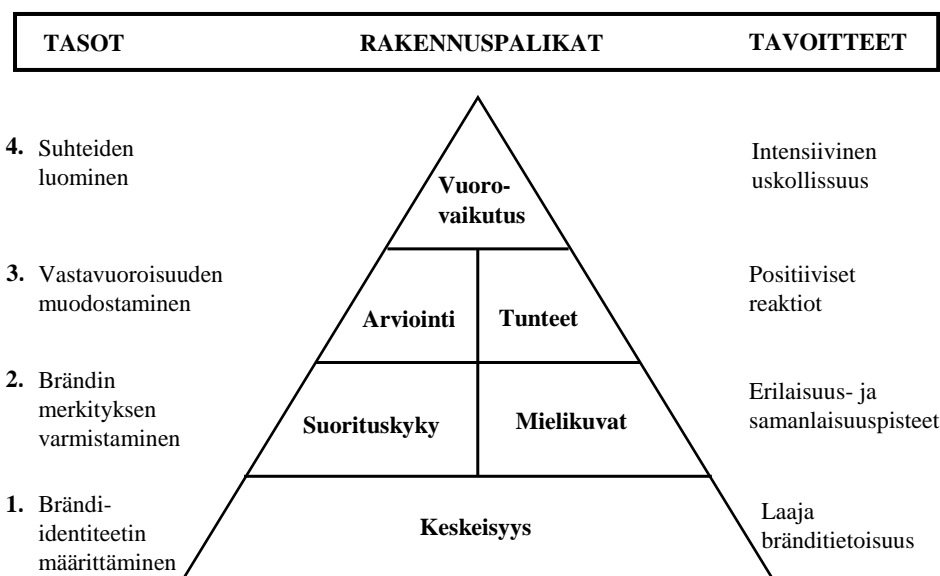 TASOT RAKENNUSPALIKAT TAVOITTEET
4. Suhteiden
luominen
Vuoro-
vaikutus
Intensiivinen
uskollissuus
3. Vastavuoroisuuden
muodostaminen
Arviointi
Tunteet
Positiiviset
reaktiot
2. Brändin
merkityksen
varmistaminen
Suorituskyky
Mielikuvat
Erilaisuus- ja
samanlaisuuspisteet
1. Brändi-
identiteetin
määrittäminen
Keskeisyys
Laaja
bränditietoisuus